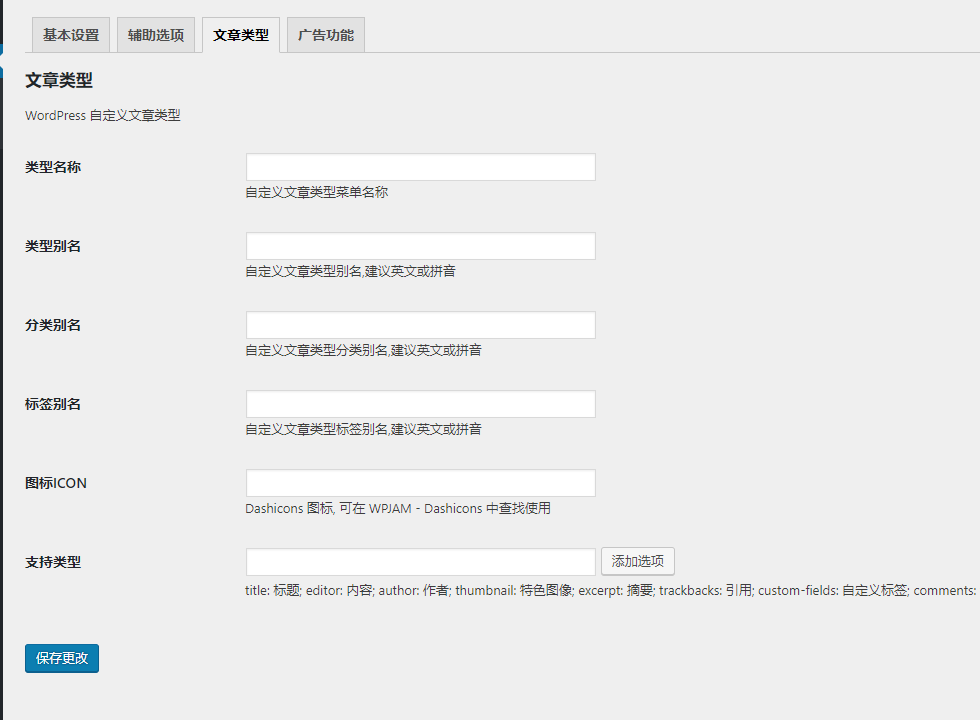 基本设置 辅助选项 文章类型 广告功能
文章类型
WordPress 自定义文章类型
类型名称
自定义文章类型菜单名称
类型别名
自定义文章类型别名,建议英文或拼音
分类别名
自定义文章类型分类别名,建议英文或拼音
标签别名
自定义文章类型标签别名,建议英文或拼音
图标ICON
Dashicons 图标, 可在 WPJAM - Dashicons 中查找使用
支持类型 添加选项
title: 标题; editor: 内容; author: 作者; thumbnail: 特色图像; excerpt: 摘要; trackbacks: 引用; custom-fields: 自定义标签; comments:
保存更改